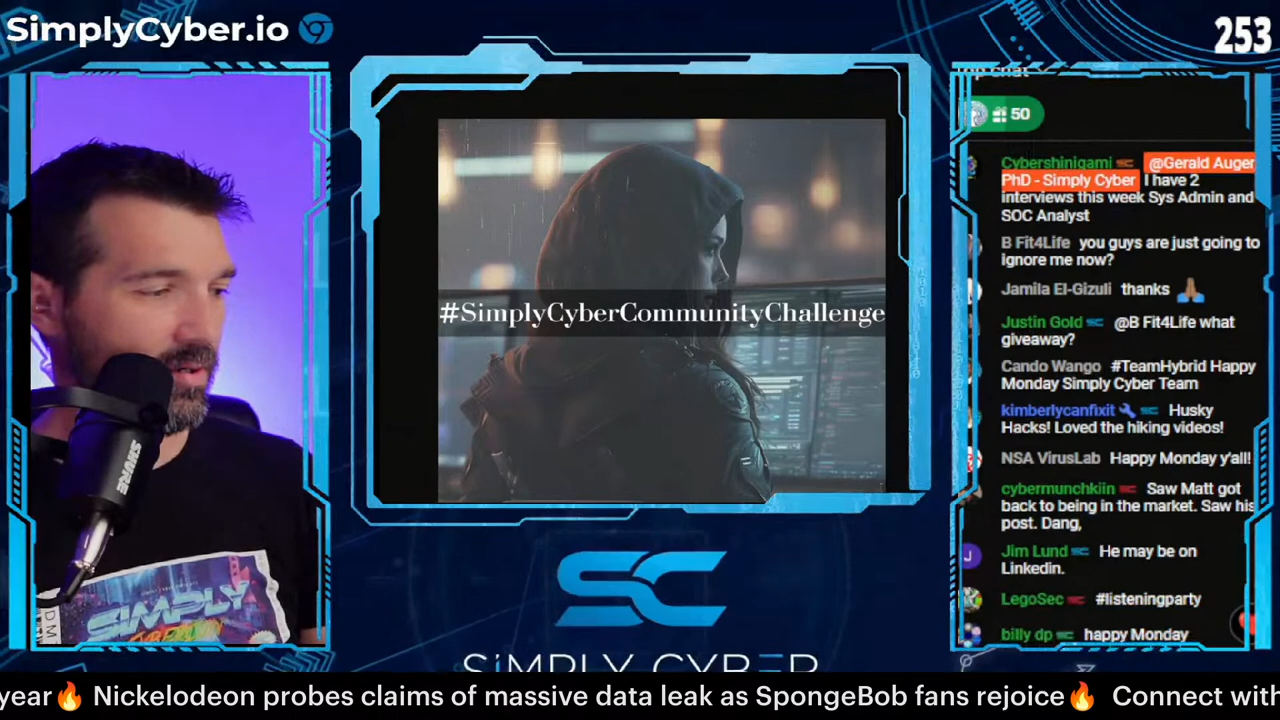 SimplyCyber.io
253
50
Cybershinigami @Gerald Auger
PhD - Simply Cyber I have 2
interviews this week Sys Admin and
SOC Analyst
B Fit4Life you guys are just going to
ignore me now?
Jamila El-Gizuli thanks 🙏🏽
Justin Gold @B Fit4Life what
giveaway?
Cando Wango #TeamHybrid Happy
Monday Simply Cyber Team
kimberlycanfixit Husky
Hacks! Loved the hiking videos!
NSA VirusLab Happy Monday y'all!
cybermunchkiin Saw Matt got
back to being in the market. Saw his
post. Dang,
J
Jim Lund He may be on
Linkedin.
LegoSec #listeningparty
billy dp happy Monday
#SimplyCyberCommunityChallenge
SHURE
SIMPLY
SC
SiMPLY CYBER
year🔥 Nickelodeon probes claims of massive data leak as SpongeBob fans rejoice🔥 Connect with